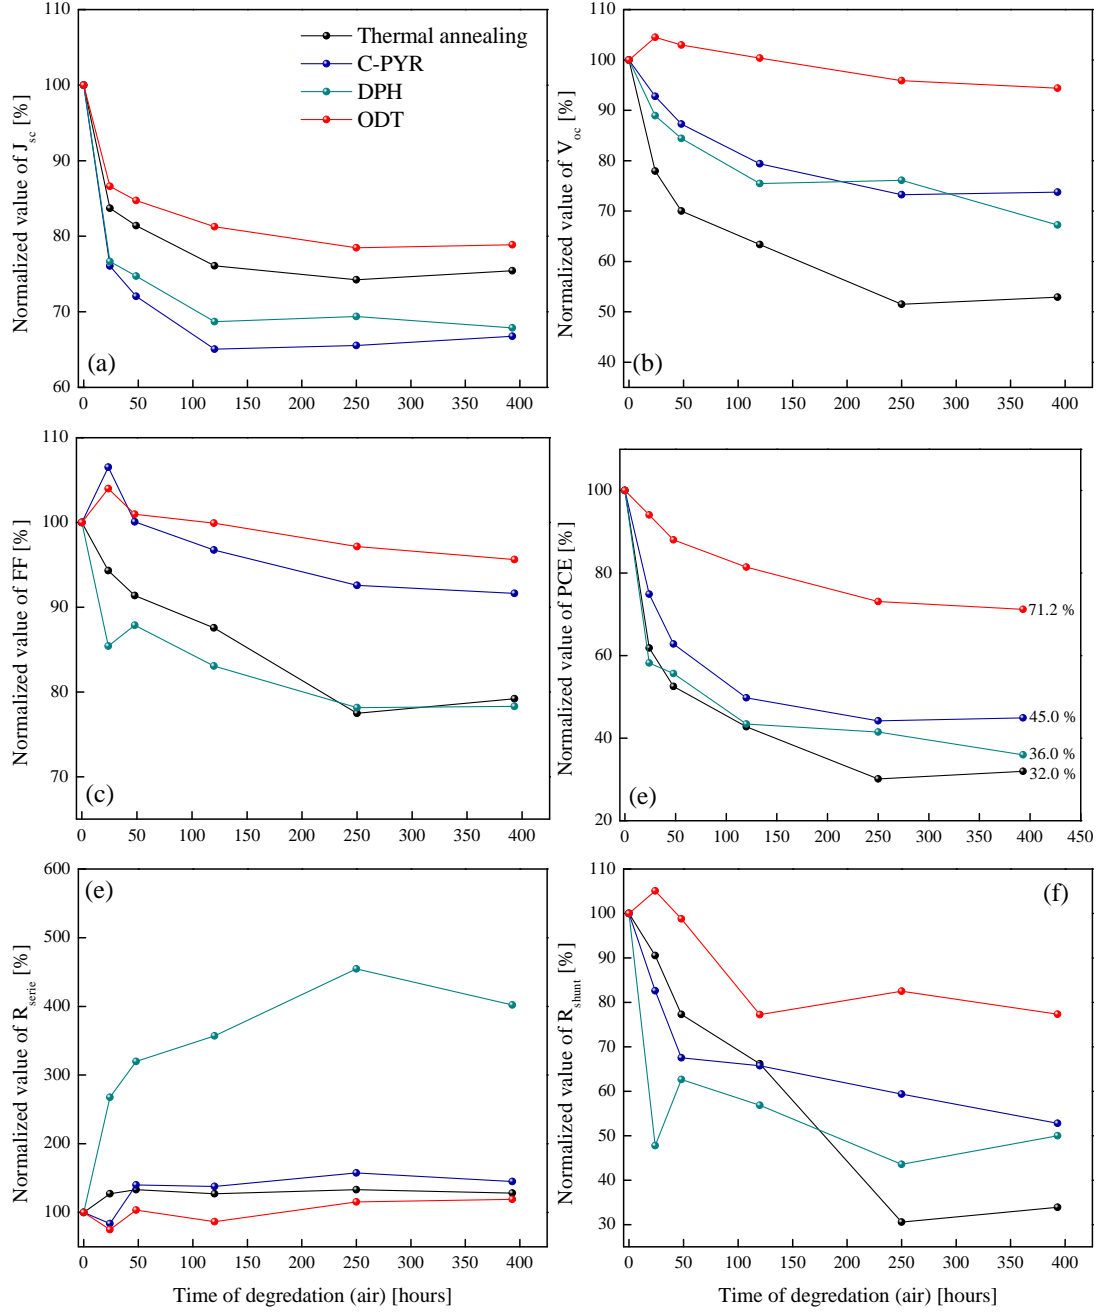 110
100
90
80
70
60
Normalized value of J_sc [%]
Thermal annealing
C-PYR
DPH
ODT
(a)
0 50 100 150 200 250 300 350 400
110
100
90
80
70
60
50
40
Normalized value of V_oc [%]
(b)
0 50 100 150 200 250 300 350 400
110
100
90
80
70
Normalized value of FF [%]
(c)
0 50 100 150 200 250 300 350 400
100
80
60
40
20
Normalized value of PCE [%]
71.2 %
45.0 %
36.0 %
32.0 %
(e)
0 50 100 150 200 250 300 350 400 450
600
500
400
300
200
100
Normalized value of R_serie [%]
(e)
0 50 100 150 200 250 300 350 400
Time of degredation (air) [hours]
100
90
80
70
60
50
40
30
Normalized value of R_shunt [%]
(f)
0 50 100 150 200 250 300 350 400
Time of degredation (air) [hours]